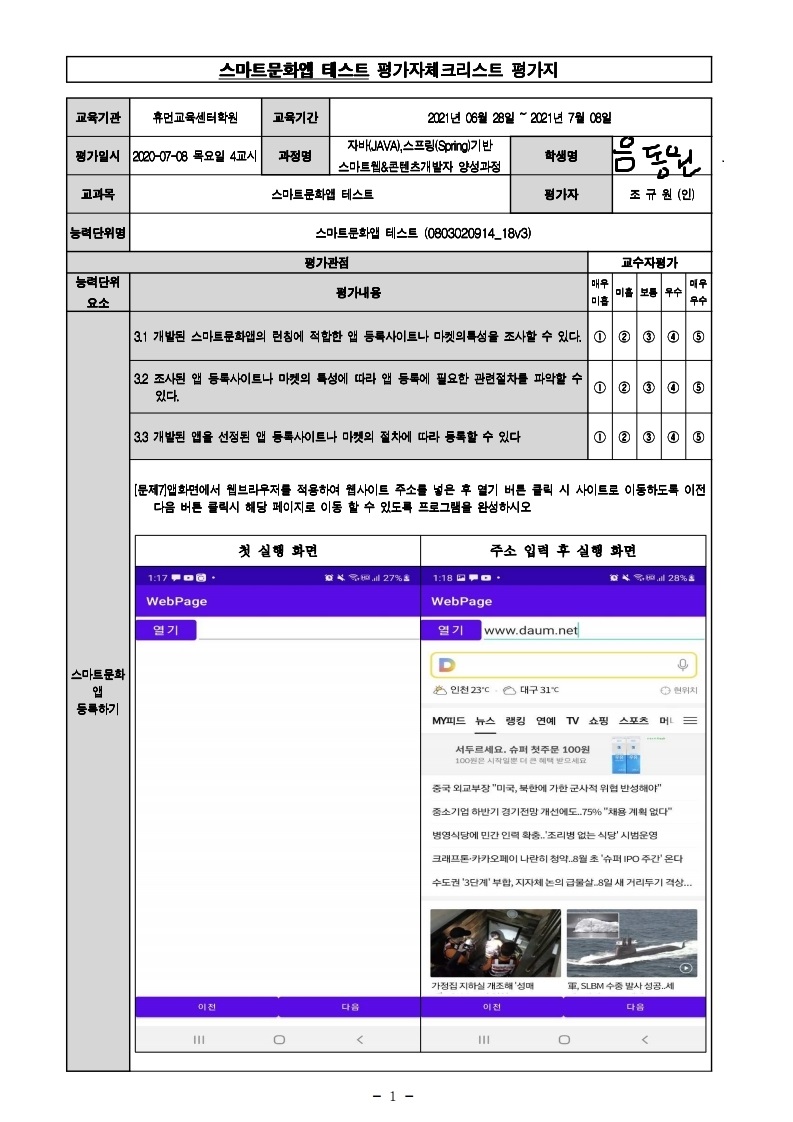 스마트문화앱 테스트 평가자체크리스트 평가지
교육기관 휴먼교육센터학원 교육기간 2021년 06월 28일 ~ 2021년 7월 08일
평가일시 2020-07-08 목요일 4교시 과정명 자바(JAVA),스프링(Spring)기반
스마트웹&콘텐츠개발자 양성과정 학생명 음동원
교과목 스마트문화앱 테스트 평가자 조 규 원 (인)
능력단위명 스마트문화앱 테스트 (0803020914_18v3)
평가관점 교수자평가
능력단위
요소 평가내용 매우
미흡 미흡 보통 우수 매우
우수
3.1 개발된 스마트문화앱의 런칭에 적합한 앱 등록사이트나 마켓의특성을 조사할 수 있다. ① ② ③ ④ ⑤
3.2 조사된 앱 등록사이트나 마켓의 특성에 따라 앱 등록에 필요한 관련절차를 파악할 수
있다. ① ② ③ ④ ⑤
3.3 개발된 앱을 선정된 앱 등록사이트나 마켓의 절차에 따라 등록할 수 있다 ① ② ③ ④ ⑤
스마트문화
앱
등록하기
[문제7]앱화면에서 웹브라우저를 적용하여 웹사이트 주소를 넣은 후 열기 버튼 클릭 시 사이트로 이동하도록 이전
다음 버튼 클릭시 해당 페이지로 이동 할 수 있도록 프로그램을 완성하시오
첫 실행 화면 주소 입력 후 실행 화면
1:17 27%
WebPage
열기
이전 다음
1:18 28%
WebPage
열기 www.daum.net
인천 23°C 대구 31°C 현위치
MY피드 뉴스 랭킹 연예 TV 쇼핑 스포츠
서두르세요. 슈퍼 첫주문 100원
100원은 시작일뿐 더 큰 혜택 받으세요
중국 외교부장 "미국, 북한에 가한 군사적 위협 반성해야"
중소기업 하반기 경기전망 개선에도..75% "채용 계획 없다"
병영식당에 민간 인력 확충..'조리병 없는 식당' 시범운영
크래프톤·카카오페이 나란히 청약..8월 초 '슈퍼 IPO 주간' 온다
수도권 '3단계' 부합, 지자체 논의 급물살..8일 새 거리두기 격상...
가정집 지하실 개조해 '성매
軍, SLBM 수중 발사 성공..세
이전 다음
- 1 -